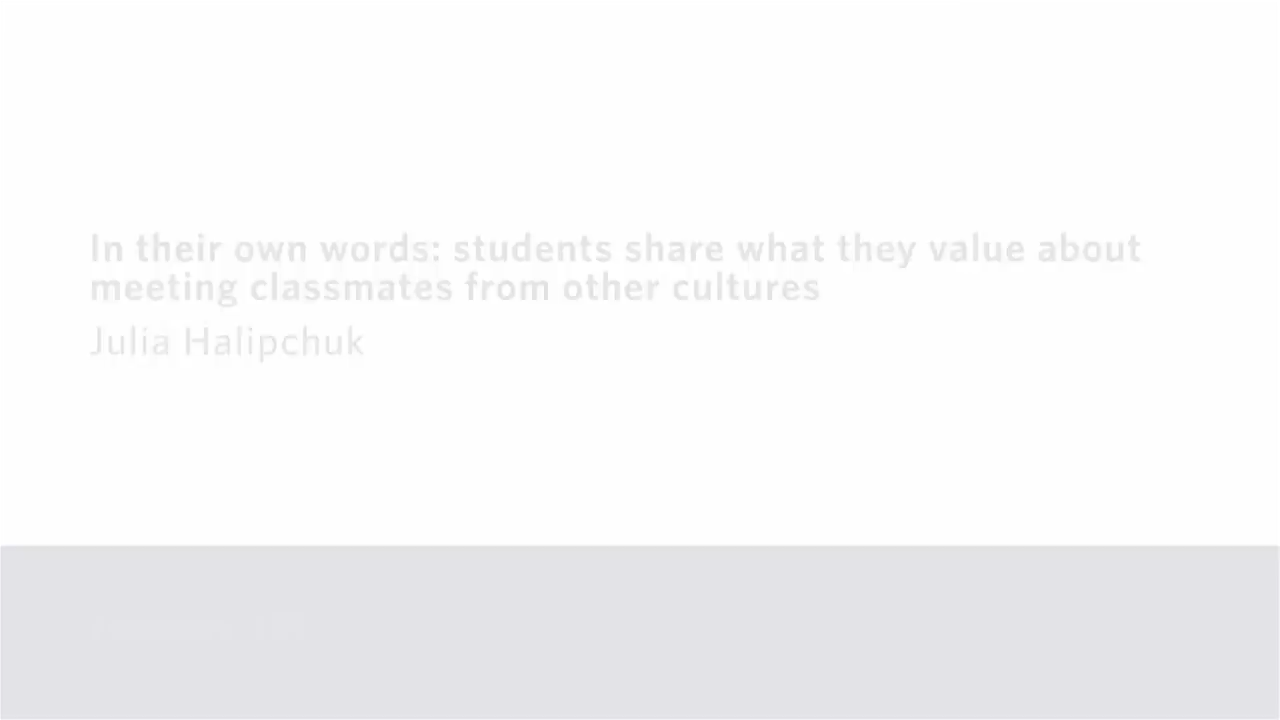 In their own words: students share what they value about
meeting classmates from other cultures
Julia Halipchuk